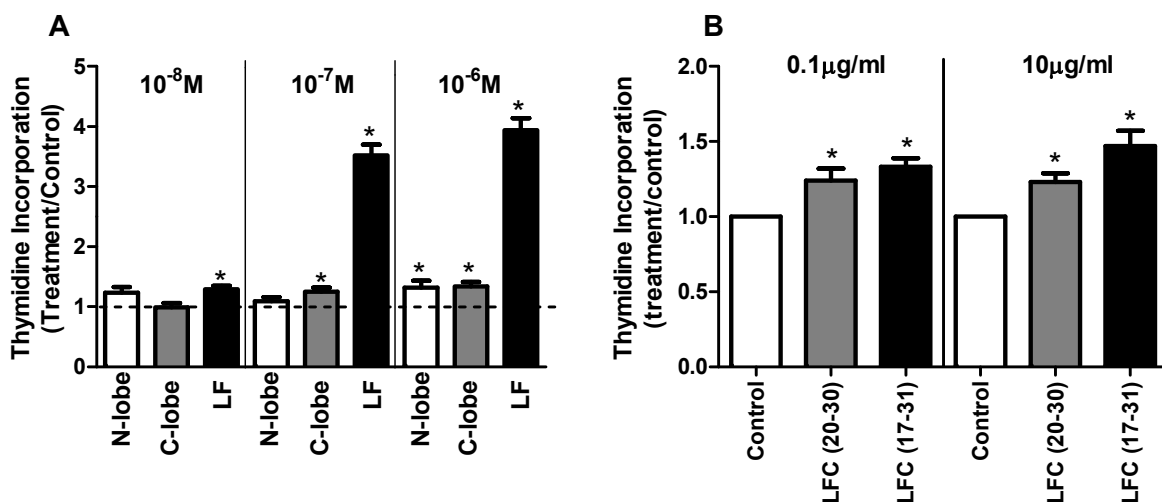 A
Thymidine Incorporation
(Treatment/Control)
5
4
3
2
1
0
10⁻⁸M
10⁻⁷M
10⁻⁶M
*
*
*
*
*
*
N-lobe
C-lobe
LF
N-lobe
C-lobe
LF
N-lobe
C-lobe
LF
B
Thymidine Incorporation
(treatment/control)
2.0
1.5
1.0
0.5
0.0
0.1µg/ml
10µg/ml
*
*
*
*
Control
LFC (20-30)
LFC (17-31)
Control
LFC (20-30)
LFC (17-31)